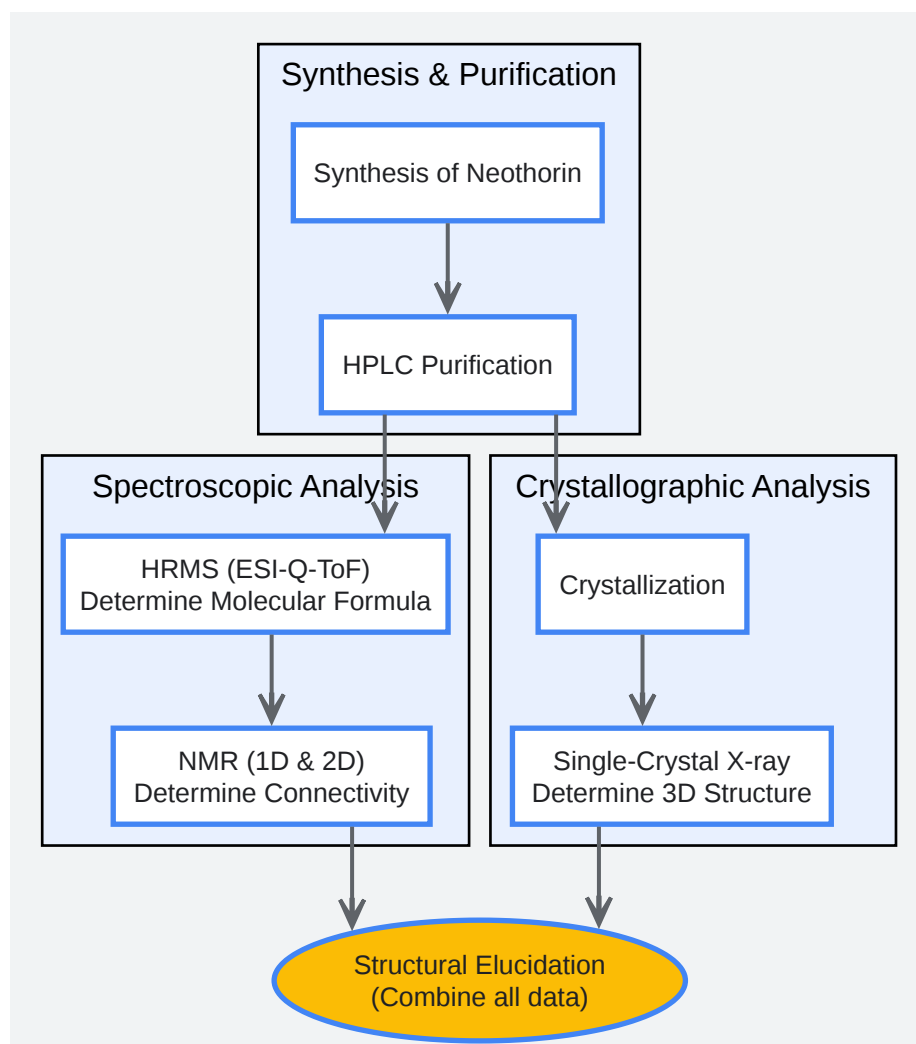 Synthesis & Purification
Synthesis of Neothorin
HPLC Purification
Spectroscopic Analysis
HRMS (ESI-Q-ToF)
Determine Molecular Formula
NMR (1D & 2D)
Determine Connectivity
Crystallographic Analysis
Crystallization
Single-Crystal X-ray
Determine 3D Structure
Structural Elucidation
(Combine all data)